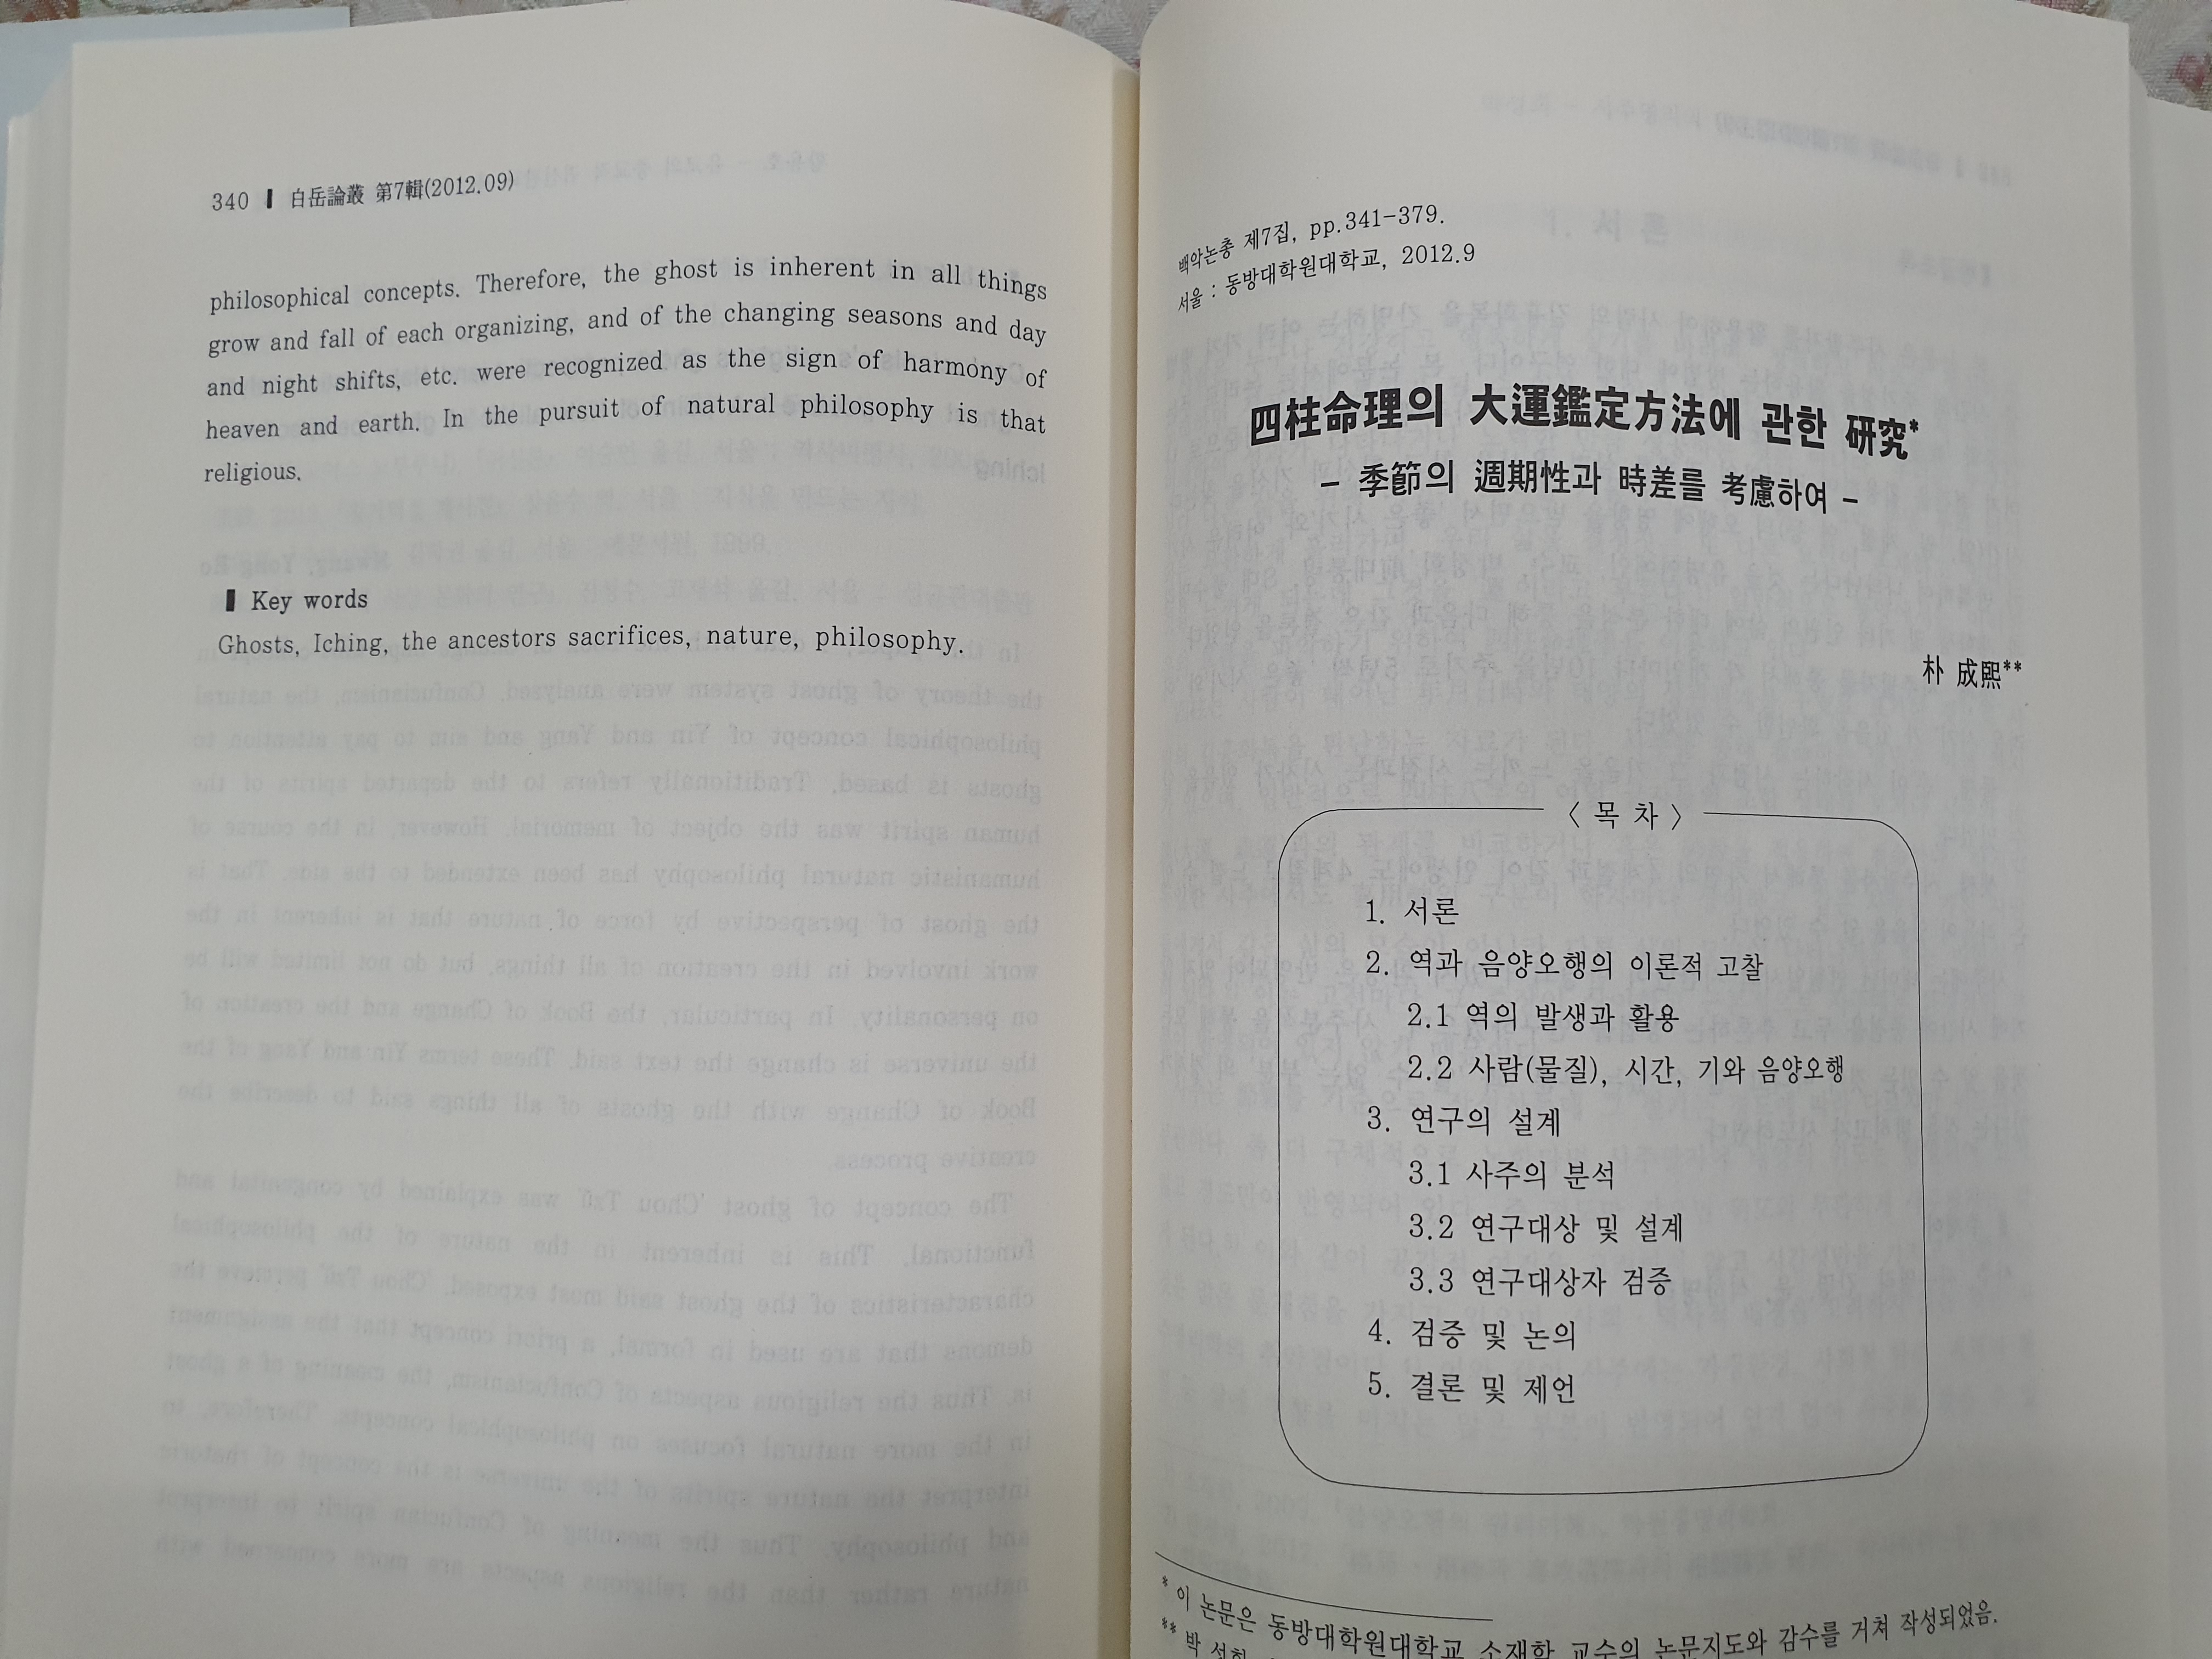 340 ▌ 白岳論叢 第7輯(2012.09)
philosophical concepts. Therefore, the ghost is inherent in all things
grow and fall of each organizing, and of the changing seasons and day
and night shifts, etc. were recognized as the sign of harmony of
heaven and earth. In the pursuit of natural philosophy is that
religious.
▌ Key words
Ghosts, Iching, the ancestors sacrifices, nature, philosophy.
백악논총 제7집, pp.341-379.
서울 : 동방대학원대학교, 2012.9
四柱命理의 大運鑑定方法에 관한 研究*
- 季節의 週期性과 時差를 考慮하여 -
朴 成熙**
〈 목 차 〉
1. 서론
2. 역과 음양오행의 이론적 고찰
2.1 역의 발생과 활용
2.2 사람(물질), 시간, 기와 음양오행
3. 연구의 설계
3.1 사주의 분석
3.2 연구대상 및 설계
3.3 연구대상자 검증
4. 검증 및 논의
5. 결론 및 제언
* 이 논문은 동방대학원대학교 소재학 교수의 논문지도와 감수를 거쳐 작성되었음.
** 박 성희